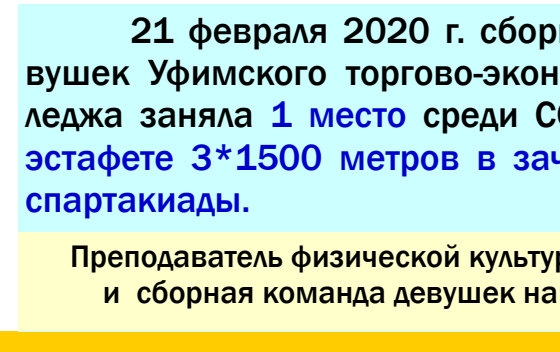 21 февраля 2020 г. сбор
вушек Уфимского торгово-экон
леджа заняла 1 место среди
эстафете 3*1500 метров в зач
спартакиады.
Преподаватель физической культу
и сборная команда девушек на